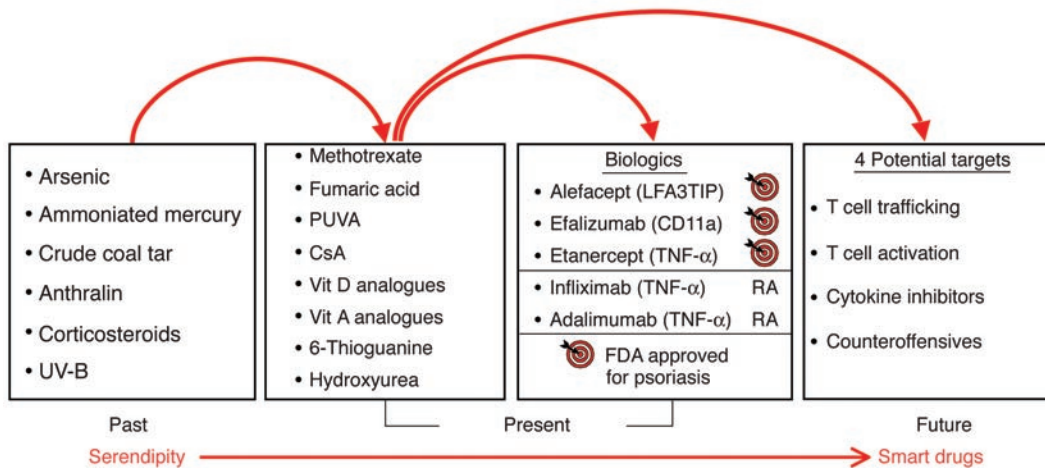 • Arsenic
• Ammoniated mercury
• Crude coal tar
• Anthralin
• Corticosteroids
• UV-B
• Methotrexate
• Fumaric acid
• PUVA
• CsA
• Vit D analogues
• Vit A analogues
• 6-Thioguanine
• Hydroxyurea
Biologics
• Alefacept (LFA3TIP)
• Efalizumab (CD11a)
• Etanercept (TNF-α)
• Infliximab (TNF-α) RA
• Adalimumab (TNF-α) RA
FDA approved
for psoriasis
4 Potential targets
• T cell trafficking
• T cell activation
• Cytokine inhibitors
• Counteroffensives
Past
Present
Future
Serendipity
Smart drugs